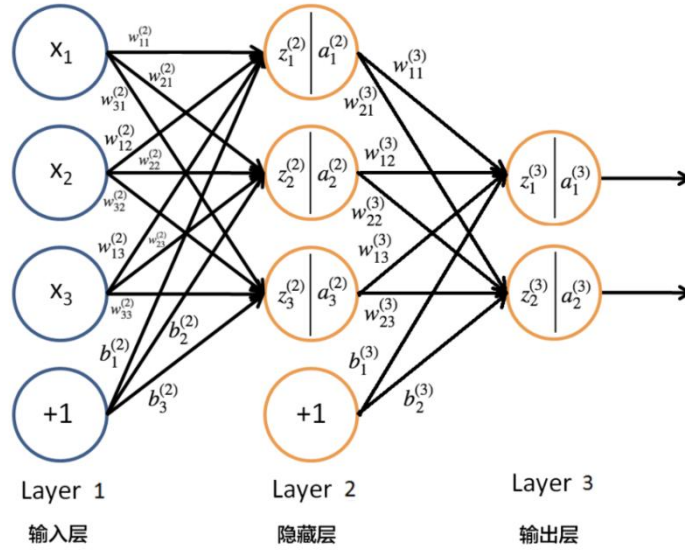 x₁
x₂
x₃
+1
w₁₁⁽²⁾
w₂₁⁽²⁾
w₃₁⁽²⁾
w₁₂⁽²⁾
w₂₂⁽²⁾
w₃₂⁽²⁾
w₁₃⁽²⁾
w₂₃⁽²⁾
w₃₃⁽²⁾
b₁⁽²⁾
b₂⁽²⁾
b₃⁽²⁾
z₁⁽²⁾ | a₁⁽²⁾
z₂⁽²⁾ | a₂⁽²⁾
z₃⁽²⁾ | a₃⁽²⁾
+1
w₁₁⁽³⁾
w₂₁⁽³⁾
w₁₂⁽³⁾
w₂₂⁽³⁾
w₁₃⁽³⁾
w₂₃⁽³⁾
b₁⁽³⁾
b₂⁽³⁾
z₁⁽³⁾ | a₁⁽³⁾
z₂⁽³⁾ | a₂⁽³⁾
Layer 1
输入层
Layer 2
隐藏层
Layer 3
输出层